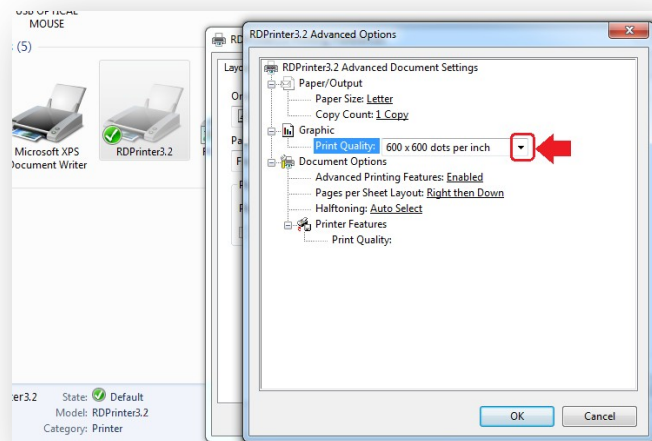 USB OPTICAL
MOUSE
(5)
Microsoft XPS
Document Writer
RDPrinter3.2
er3.2 State: Default
Model: RDPrinter3.2
Category: Printer
RDPrinter3.2 Advanced Options
RDPrinter3.2 Advanced Document Settings
Paper/Output
Paper Size: Letter
Copy Count: 1 Copy
Graphic
Print Quality: 600 x 600 dots per inch
Document Options
Advanced Printing Features: Enabled
Pages per Sheet Layout: Right then Down
Halftoning: Auto Select
Printer Features
Print Quality:
OK Cancel